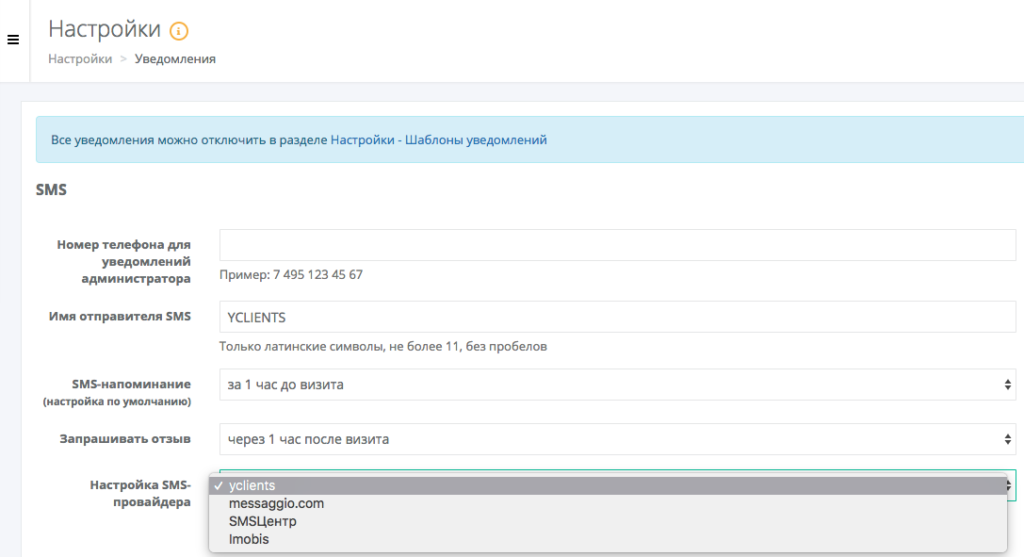 Настройки
Настройки > Уведомления
Все уведомления можно отключить в разделе Настройки - Шаблоны уведомлений
SMS
Номер телефона для
уведомлений
администратора
Пример: 7 495 123 45 67
Имя отправителя SMS
YCLIENTS
Только латинские символы, не более 11, без пробелов
SMS-напоминание
(настройка по умолчанию)
за 1 час до визита
Запрашивать отзыв
через 1 час после визита
Настройка SMS-
провайдера
✓ yclients
messaggio.com
SMSЦентр
Imobis